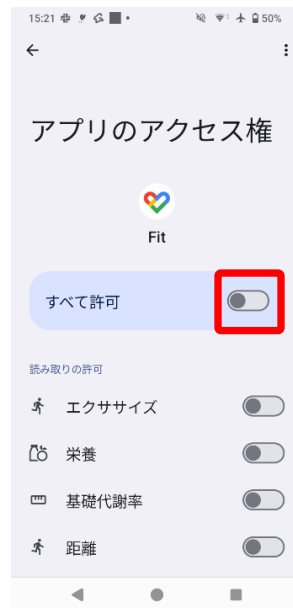 15:21 50%
アプリのアクセス権
Fit
すべて許可
読み取りの許可
エクササイズ
栄養
基礎代謝率
距離